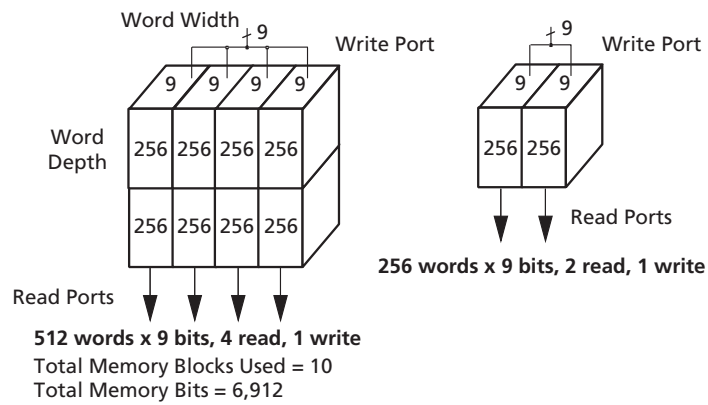 Word Width
9
Write Port
9 9 9 9
Word
Depth
256 256 256 256
256 256 256 256
Read Ports
512 words x 9 bits, 4 read, 1 write
Total Memory Blocks Used = 10
Total Memory Bits = 6,912
9
Write Port
9 9
256 256
Read Ports
256 words x 9 bits, 2 read, 1 write